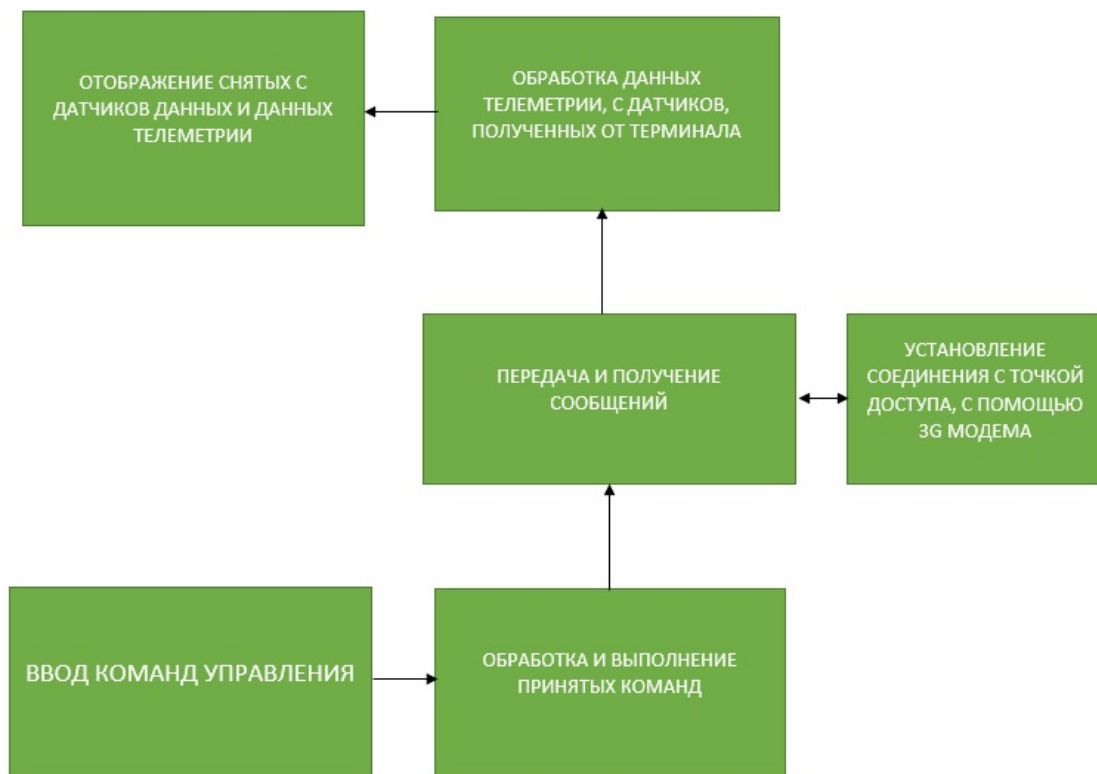 ОТОБРАЖЕНИЕ СНЯТЫХ С
ДАТЧИКОВ ДАННЫХ И ДАННЫХ
ТЕЛЕМЕТРИИ
ОБРАБОТКА ДАННЫХ
ТЕЛЕМЕТРИИ, С ДАТЧИКОВ,
ПОЛУЧЕННЫХ ОТ ТЕРМИНАЛА
ПЕРЕДАЧА И ПОЛУЧЕНИЕ
СООБЩЕНИЙ
УСТАНОВЛЕНИЕ
СОЕДИНЕНИЯ С ТОЧКОЙ
ДОСТУПА, С ПОМОЩЬЮ
3G МОДЕМА
ВВОД КОМАНД УПРАВЛЕНИЯ
ОБРАБОТКА И ВЫПОЛНЕНИЕ
ПРИНЯТЫХ КОМАНД